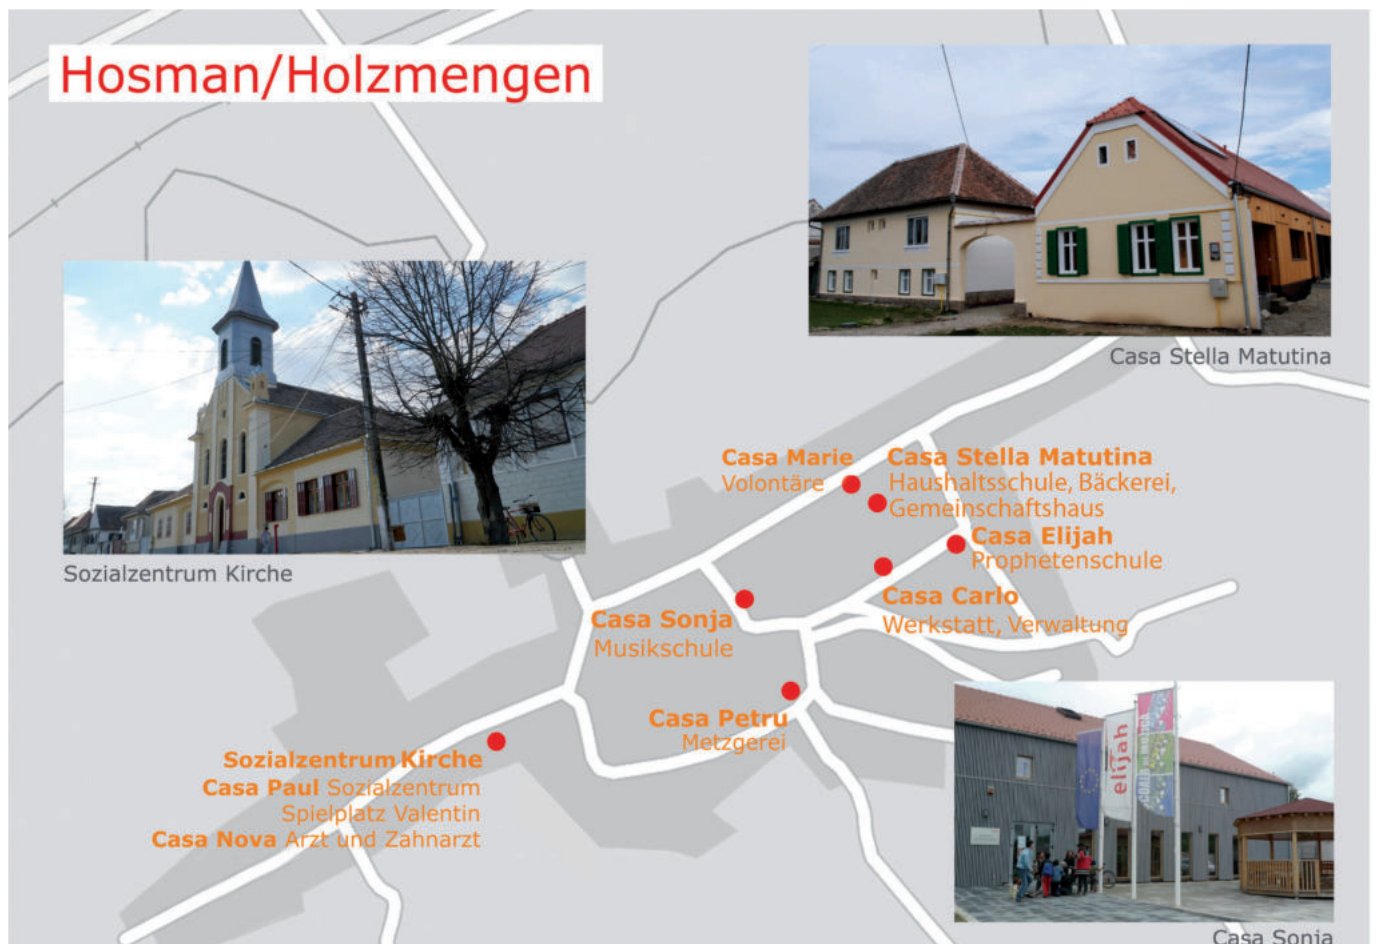 Hosman/Holzmengen
Casa Stella Matutina
Sozialzentrum Kirche
Casa Marie
Volontäre
Casa Stella Matutina
Haushaltsschule, Bäckerei,
Gemeinschaftshaus
Casa Elijah
Prophetenschule
Casa Carlo
Werkstatt, Verwaltung
Casa Sonja
Musikschule
Casa Petru
Metzgerei
Sozialzentrum Kirche
Casa Paul Sozialzentrum
Spielplatz Valentin
Casa Nova Arzt und Zahnarzt
elijah
Casa Sonja